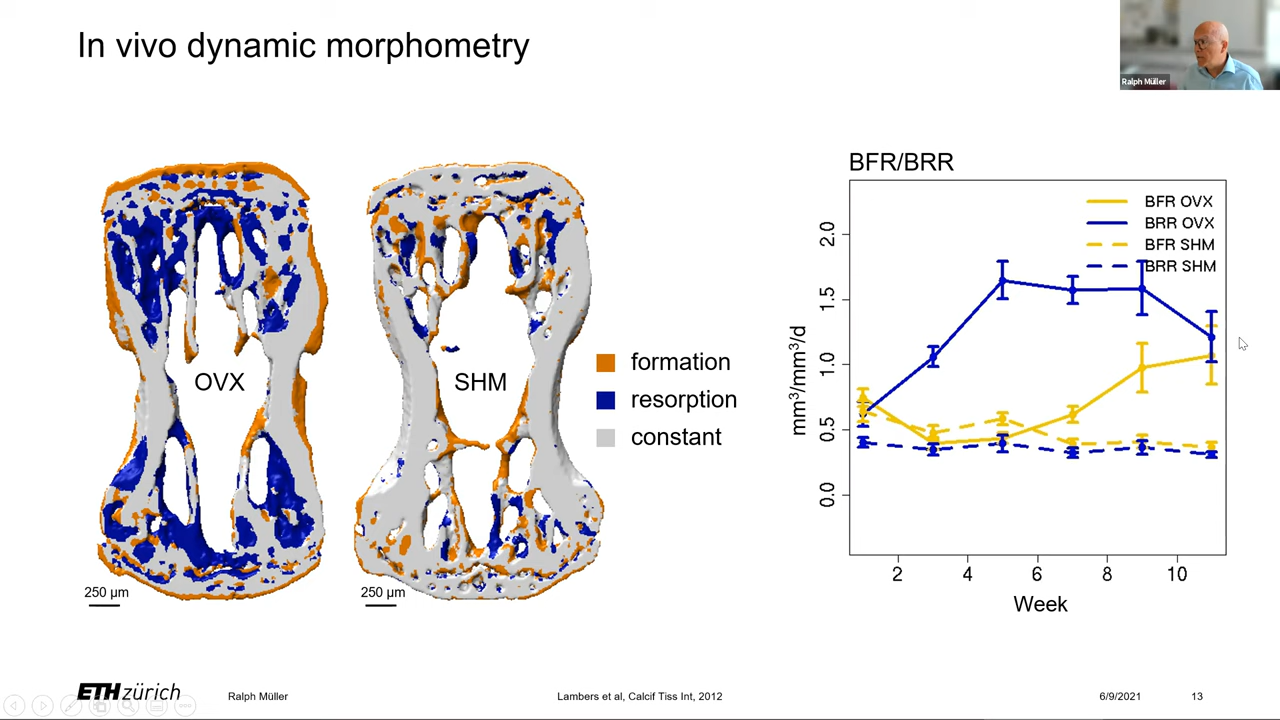 In vivo dynamic morphometry
Ralph Müller
OVX
SHM
250 µm
250 µm
formation
resorption
constant
BFR/BRR
BFR OVX
BRR OVX
BFR SHM
BRR SHM
mm³/mm³/d
2.0
1.5
1.0
0.5
0.0
2 4 6 8 10
Week
ETH zürich
Ralph Müller
Lambers et al, Calcif Tiss Int, 2012
6/9/2021
13